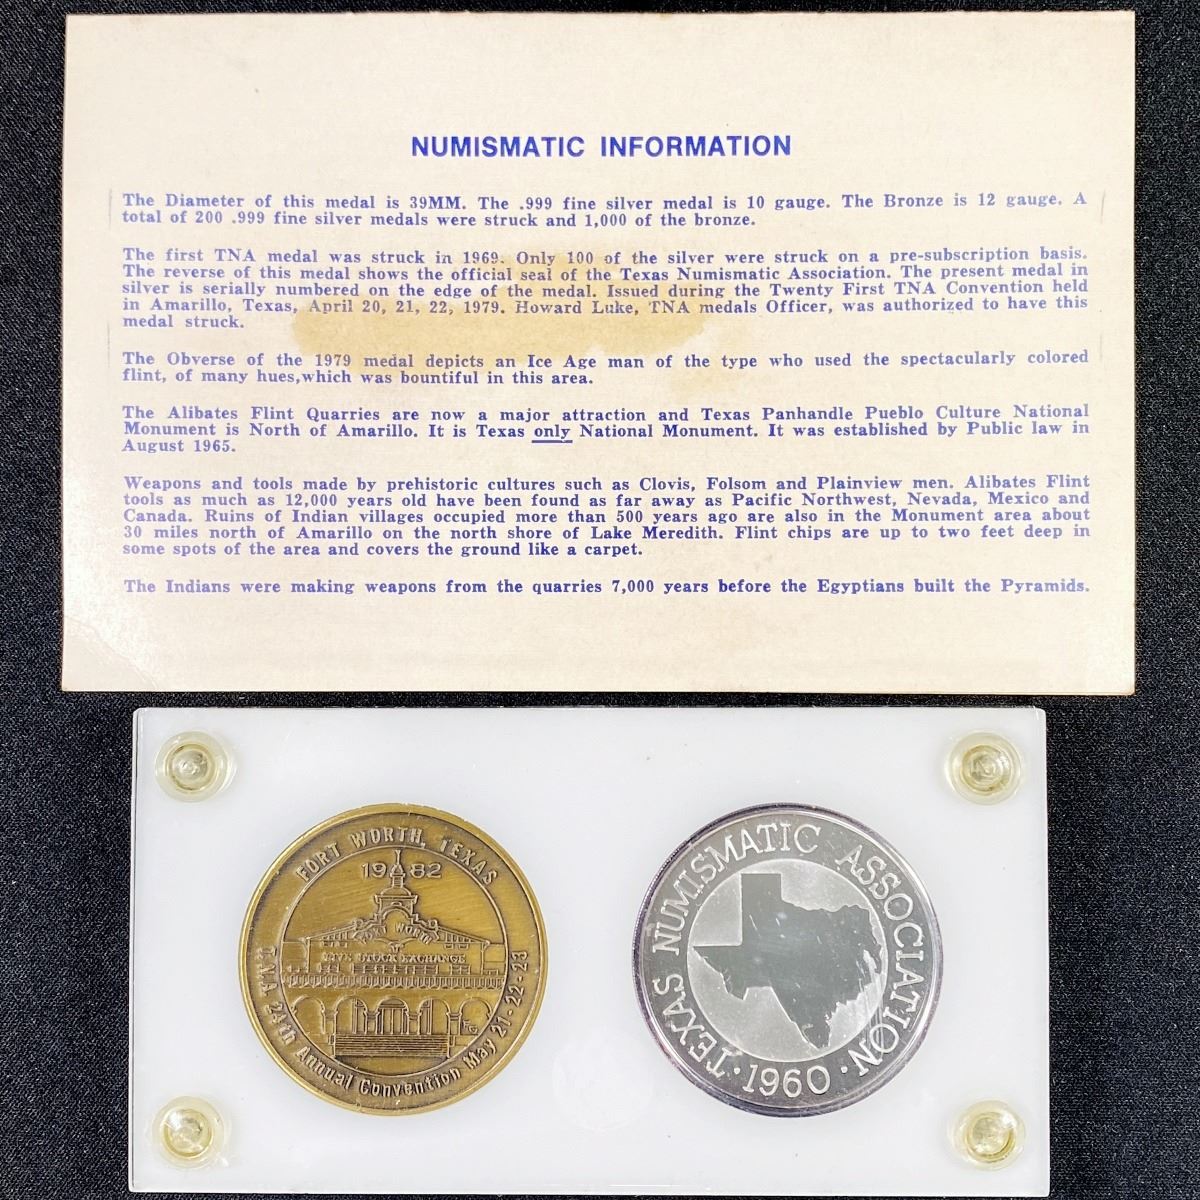 NUMISMATIC INFORMATION
The Diameter of this medal is 39MM. The .999 fine silver medal is 10 gauge. The Bronze is 12 gauge. A
total of 200 .999 fine silver medals were struck and 1,000 of the bronze.
The first TNA medal was struck in 1969. Only 100 of the silver were struck on a pre-subscription basis.
The reverse of this medal shows the official seal of the Texas Numismatic Association. The present medal in
silver is serially numbered on the edge of the medal. Issued during the Twenty First TNA Convention held
in Amarillo, Texas, April 20, 21, 22, 1979. Howard Luke, TNA medals Officer, was authorized to have this
medal struck.
The Obverse of the 1979 medal depicts an Ice Age man of the type who used the spectacularly colored
flint, of many hues,which was bountiful in this area.
The Alibates Flint Quarries are now a major attraction and Texas Panhandle Pueblo Culture National
Monument is North of Amarillo. It is Texas only National Monument. It was established by Public law in
August 1965.
Weapons and tools made by prehistoric cultures such as Clovis, Folsom and Plainview men. Alibates Flint
tools as much as 12,000 years old have been found as far away as Pacific Northwest, Nevada, Mexico and
Canada. Ruins of Indian villages occupied more than 500 years ago are also in the Monument area about
30 miles north of Amarillo on the north shore of Lake Meredith. Flint chips are up to two feet deep in
some spots of the area and covers the ground like a carpet.
The Indians were making weapons from the quarries 7,000 years before the Egyptians built the Pyramids.
FORT WORTH, TEXAS
1982
FORT WORTH
LIVE STOCK EXCHANGE
T.N.A. 24th Annual Convention May 21-22-23
TEXAS NUMISMATIC ASSOCIATION
· 1960 ·